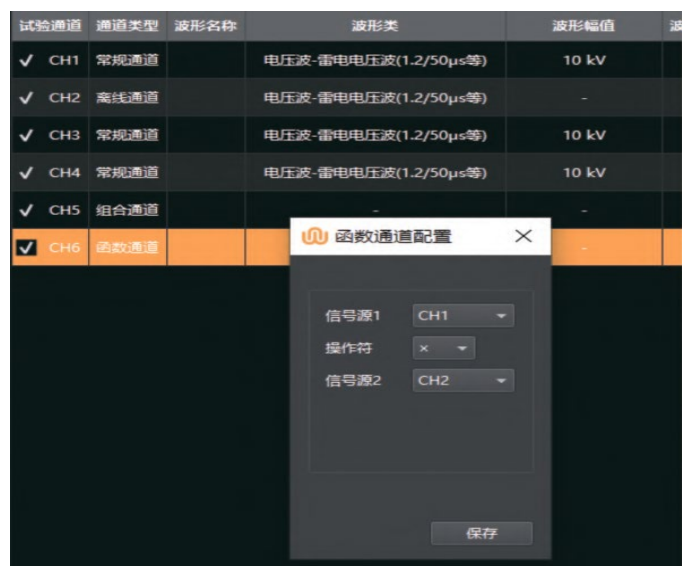 试验通道 通道类型 波形名称 波形类 波形幅值
CH1 常规通道 电压波-雷电电压波(1.2/50μs等) 10 kV
CH2 离线通道 电压波-雷电电压波(1.2/50μs等) -
CH3 常规通道 电压波-雷电电压波(1.2/50μs等) 10 kV
CH4 常规通道 电压波-雷电电压波(1.2/50μs等) 10 kV
CH5 组合通道 - -
CH6 函数通道 -
函数通道配置
信号源1 CH1
操作符 ×
信号源2 CH2
保存